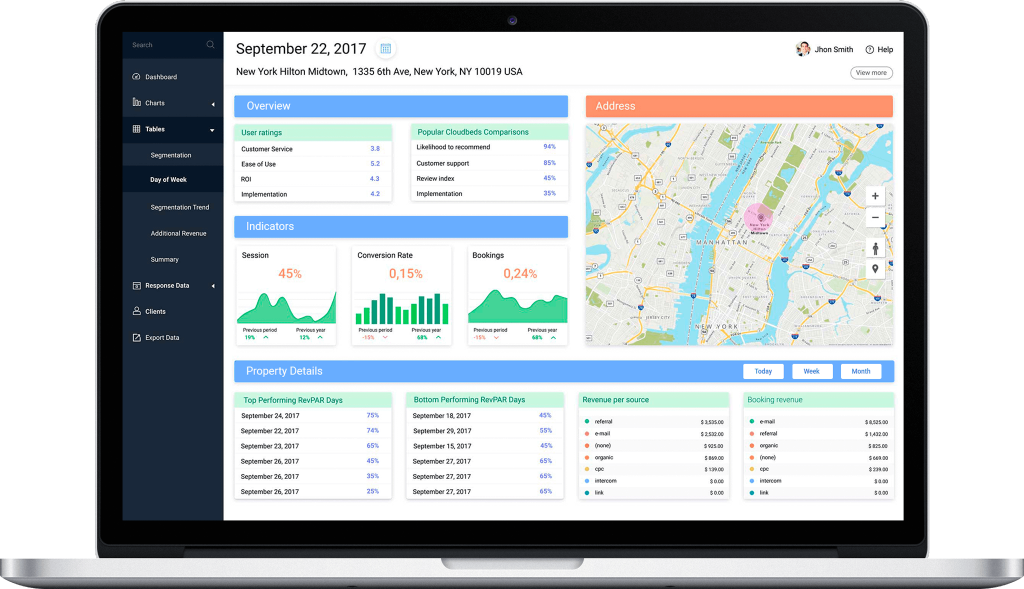 Search
Dashboard
Charts
Tables
Segmentation
Day of Week
Segmentation Trend
Additional Revenue
Summary
Response Data
Clients
Export Data
September 22, 2017
Jhon Smith
Help
New York Hilton Midtown, 1335 6th Ave, New York, NY 10019 USA
View more
Overview
User ratings
Customer Service 3.8
Ease of Use 5.2
ROI 4.3
Implementation 4.2
Popular Cloudbeds Comparisons
Likelihood to recommend 94%
Customer support 85%
Review index 45%
Implementation 35%
Indicators
Session
45%
Previous period Previous year
19% 12%
Conversion Rate
0,15%
Previous period Previous year
-15% 68%
Bookings
0,24%
Previous period Previous year
-15% 68%
Address
New York
Hilton
Midtown
MANHATTAN
JERSEY CITY
NEW YORK
+
−
Property Details
Today
Week
Month
Top Performing RevPAR Days
September 24, 2017 75%
September 22, 2017 74%
September 23, 2017 65%
September 26, 2017 45%
September 26, 2017 35%
September 26, 2017 25%
Bottom Performing RevPAR Days
September 18, 2017 45%
September 29, 2017 55%
September 15, 2017 45%
September 27, 2017 65%
September 27, 2017 65%
September 27, 2017 65%
Revenue per source
referral $ 3,535.00
e-mail $ 2,532.00
(none) $ 925.00
organic $ 869.00
cpc $ 139.00
intercom $ 0.00
link $ 0.00
Booking revenue
e-mail $ 8,535.00
referral $ 1,432.00
organic $ 825.00
(none) $ 669.00
cpc $ 239.00
intercom $ 0.00
link $ 0.00